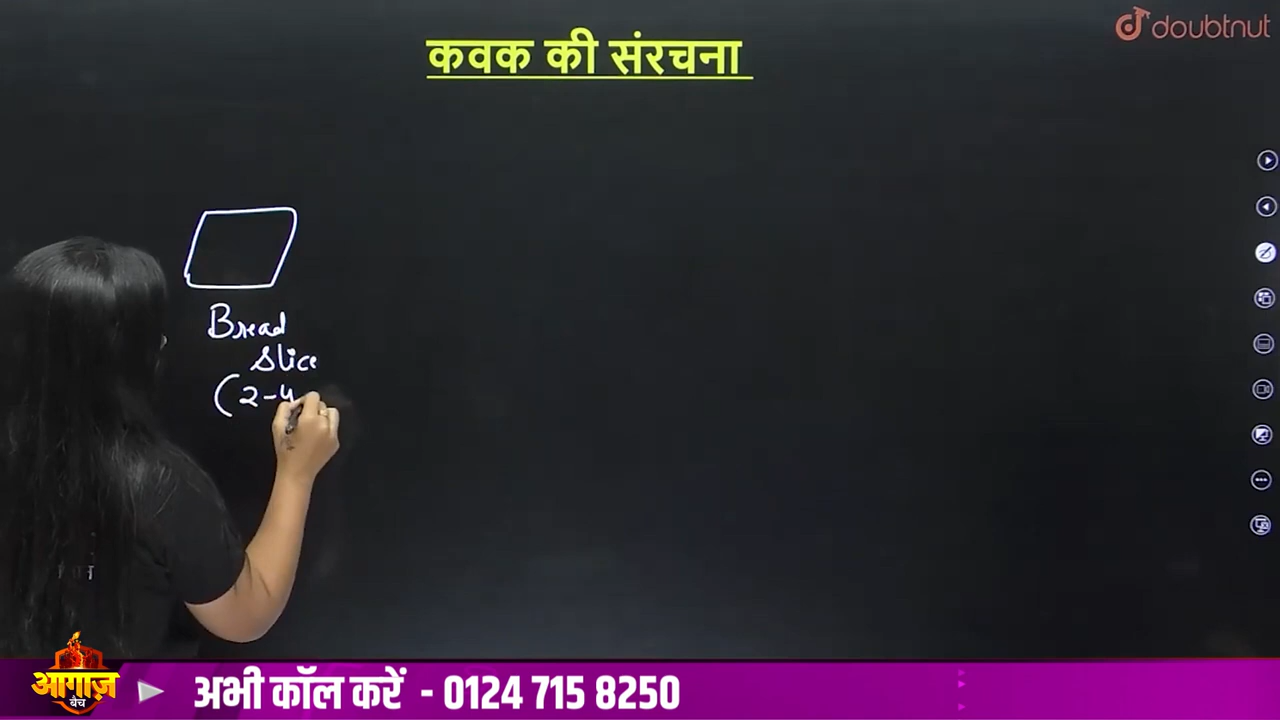 कवक की संरचना
doubtnut
Bread
Slice
(2-4
आगाज़
बैच
अभी कॉल करें - 0124 715 8250